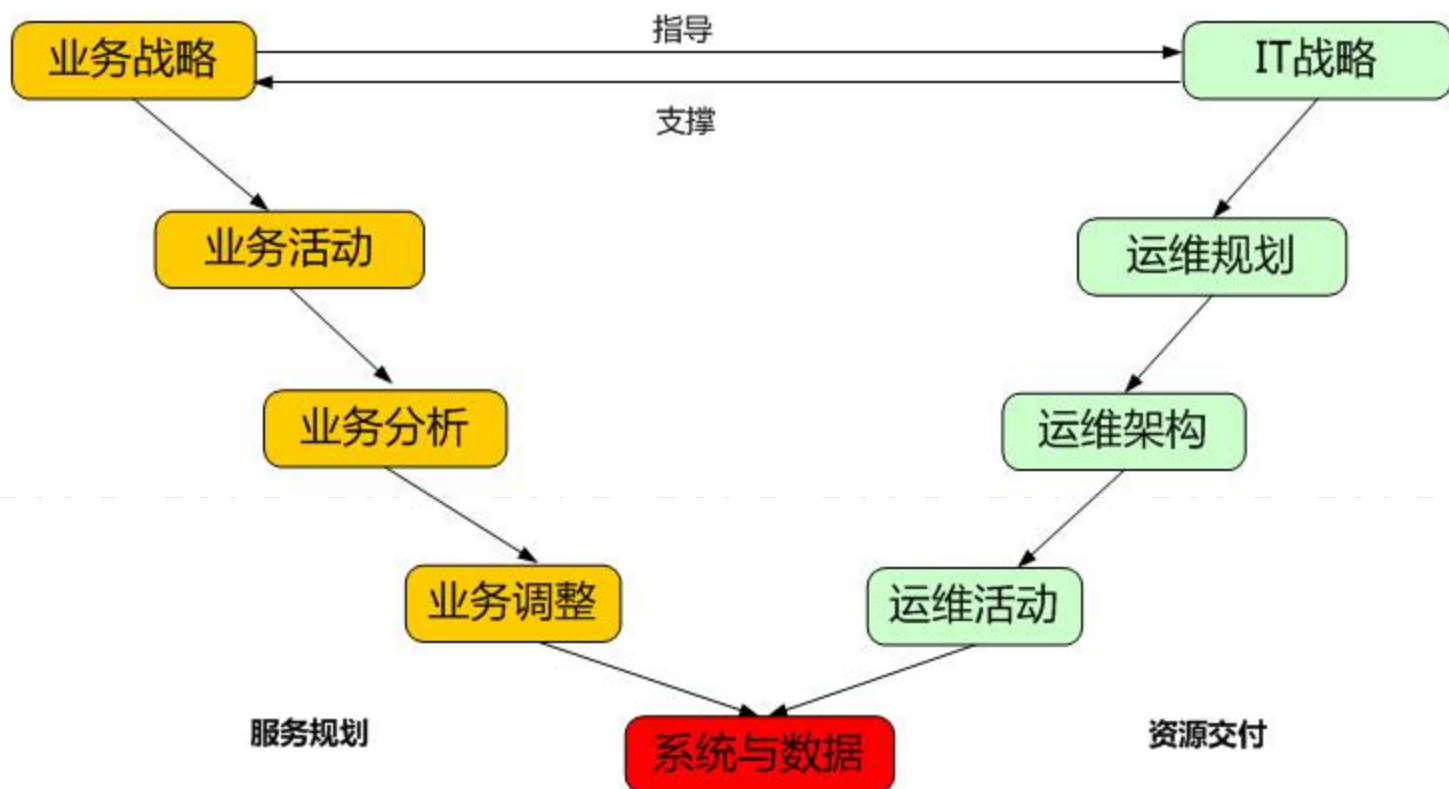 指导
业务战略
IT战略
支撑
业务活动
运维规划
业务分析
运维架构
业务调整
运维活动
服务规划
资源交付
系统与数据